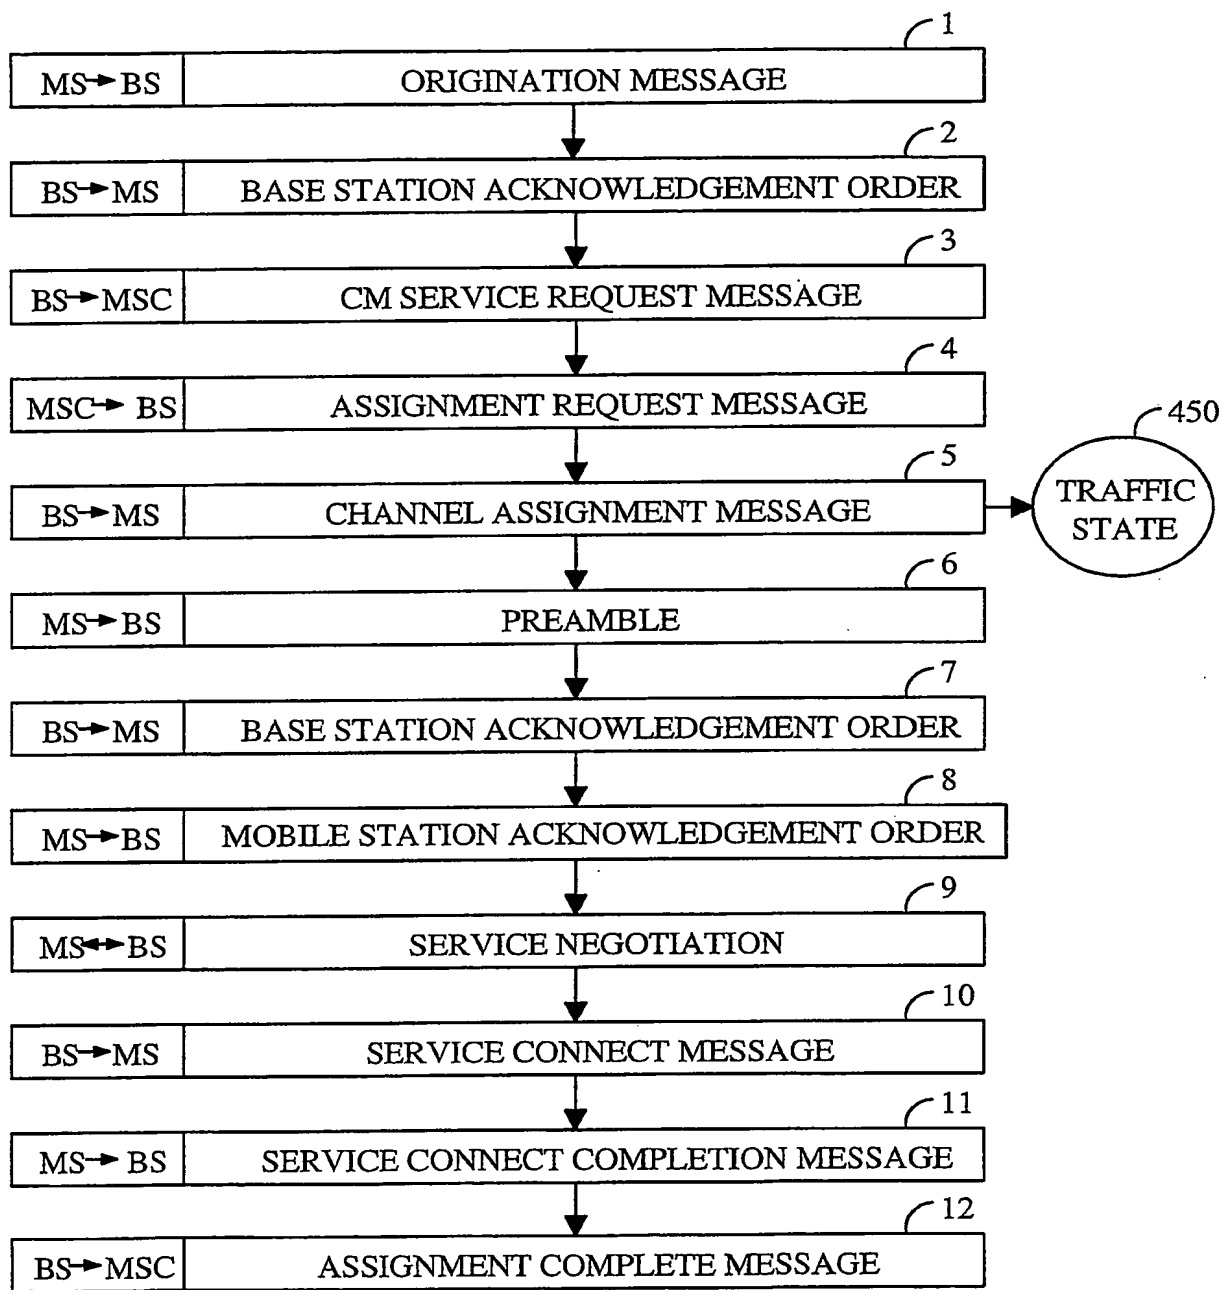 1
MS→BS ORIGINATION MESSAGE
2
BS→MS BASE STATION ACKNOWLEDGEMENT ORDER
3
BS→MSC CM SERVICE REQUEST MESSAGE
4
MSC→BS ASSIGNMENT REQUEST MESSAGE
450
5
BS→MS CHANNEL ASSIGNMENT MESSAGE
TRAFFIC
STATE
6
MS→BS PREAMBLE
7
BS→MS BASE STATION ACKNOWLEDGEMENT ORDER
8
MS→BS MOBILE STATION ACKNOWLEDGEMENT ORDER
9
MS↔BS SERVICE NEGOTIATION
10
BS→MS SERVICE CONNECT MESSAGE
11
MS→BS SERVICE CONNECT COMPLETION MESSAGE
12
BS→MSC ASSIGNMENT COMPLETE MESSAGE